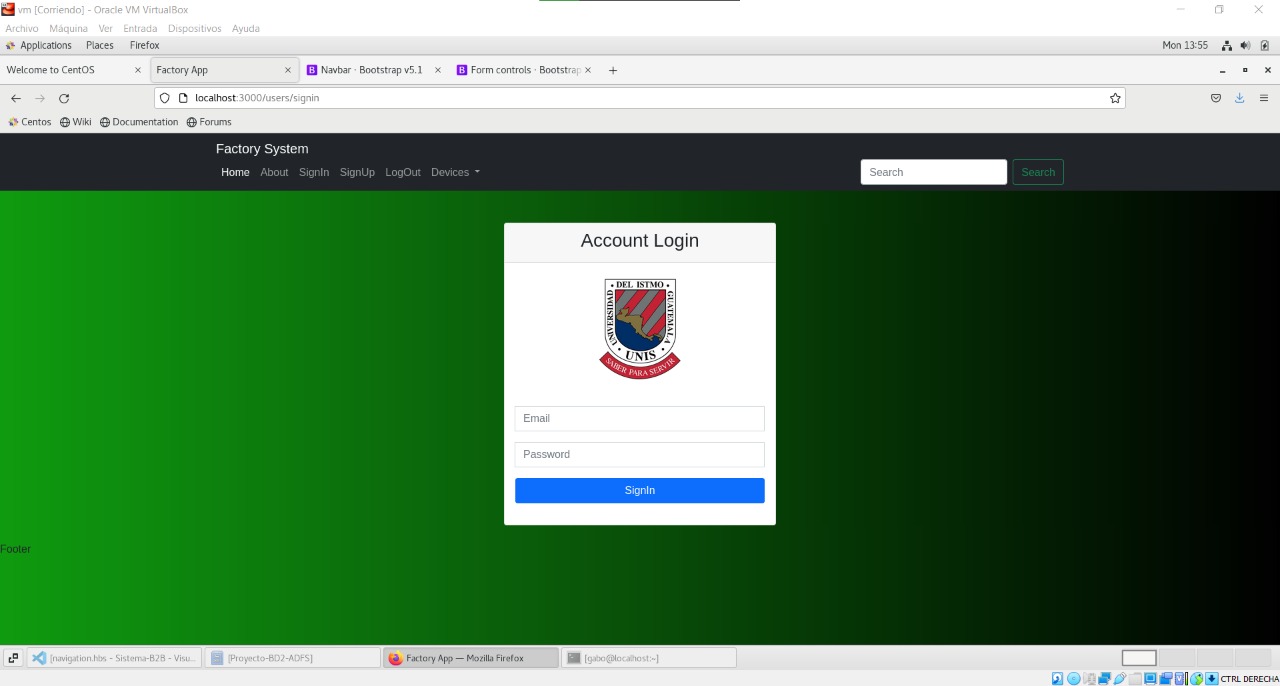 vm [Corriendo] - Oracle VM VirtualBox
Archivo Máquina Ver Entrada Dispositivos Ayuda
Applications Places Firefox Mon 13:55
Welcome to CentOS Factory App Navbar · Bootstrap v5.1 Form controls · Bootstrap
localhost:3000/users/signin
Centos Wiki Documentation Forums
Factory System
Home About SignIn SignUp LogOut Devices Search Search
Account Login
UNIVERSIDAD • DEL ISTMO • GUATEMALA
• UNIS •
SABER PARA SERVIR
Email
Password
SignIn
Footer
[navigation.hbs - Sistema-B2B - Visu... [Proyecto-BD2-ADFS] Factory App — Mozilla Firefox [gabo@localhost:~]
CTRL DERECHA